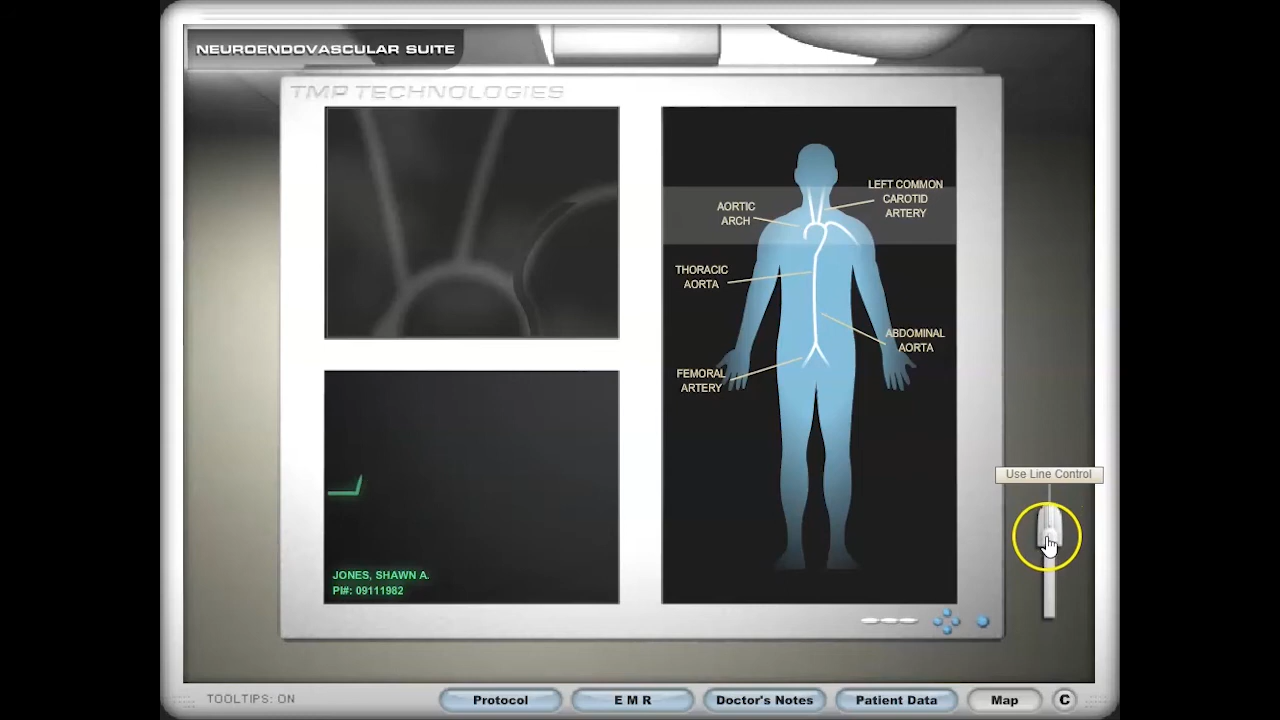 NEUROENDOVASCULAR SUITE
TMP TECHNOLOGIES
LEFT COMMON
CAROTID
ARTERY
AORTIC
ARCH
THORACIC
AORTA
ABDOMINAL
AORTA
FEMORAL
ARTERY
Use Line Control
JONES, SHAWN A.
PI#: 09111982
TOOLTIPS: ON
Protocol
E M R
Doctor's Notes
Patient Data
Map
C